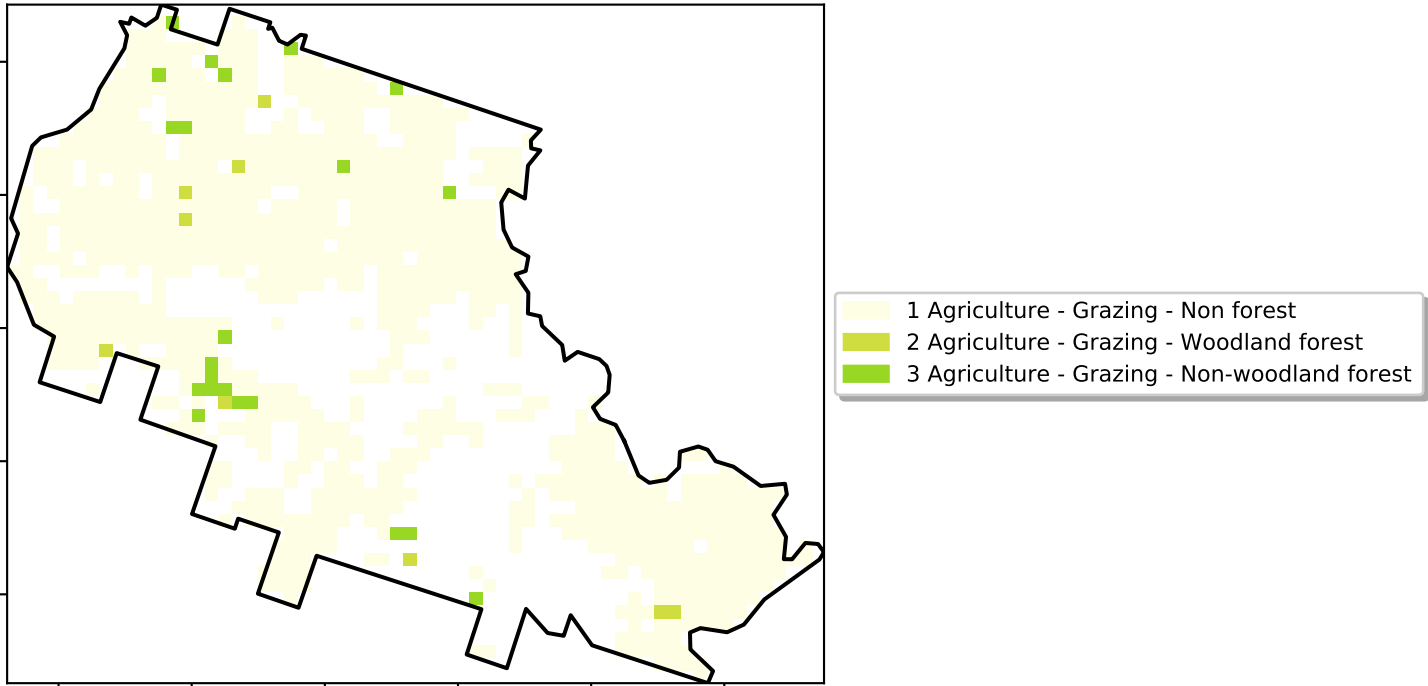 1 Agriculture - Grazing - Non forest
2 Agriculture - Grazing - Woodland forest
3 Agriculture - Grazing - Non-woodland forest